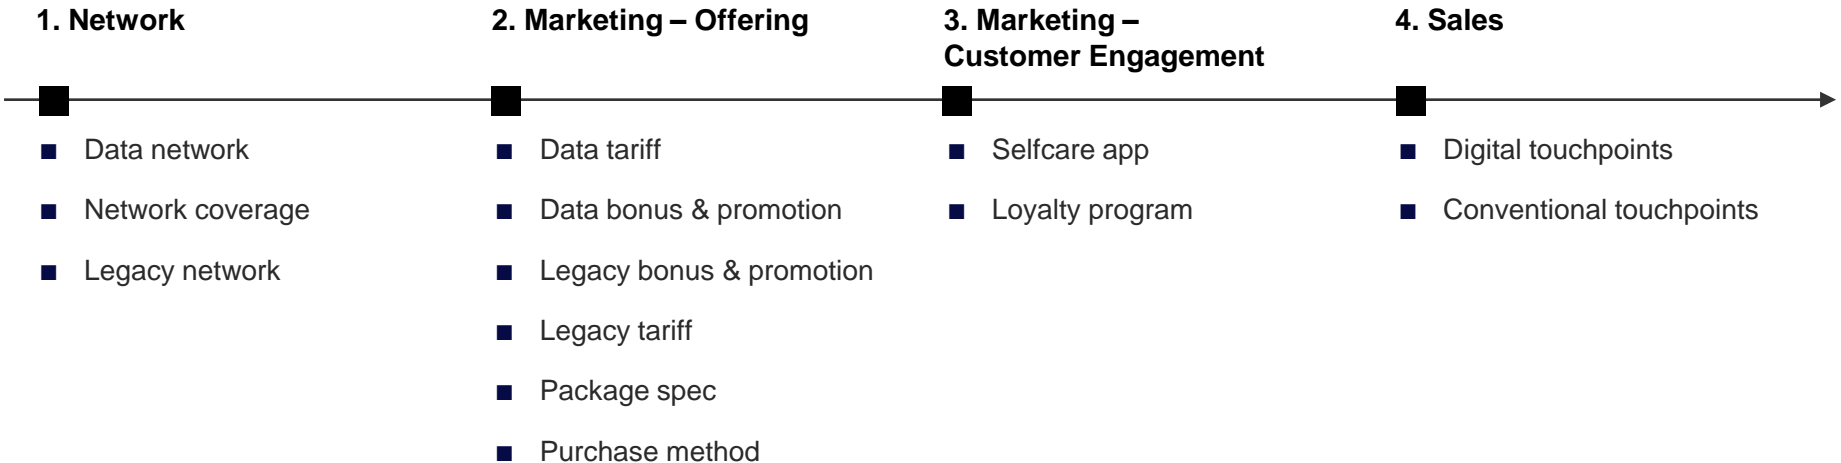 1. Network
Data network
Network coverage
Legacy network
2. Marketing – Offering
Data tariff
Data bonus & promotion
Legacy bonus & promotion
Legacy tariff
Package spec
Purchase method
3. Marketing –
Customer Engagement
Selfcare app
Loyalty program
4. Sales
Digital touchpoints
Conventional touchpoints